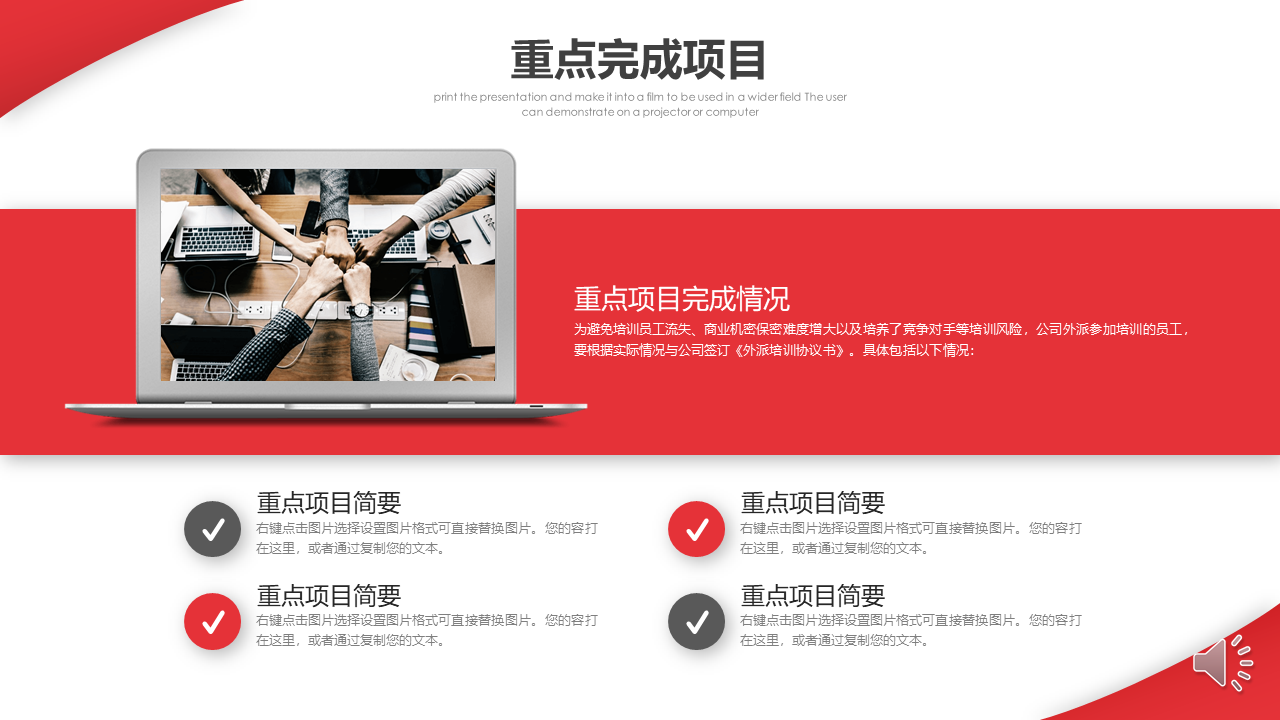 重点完成项目
print the presentation and make it into a film to be used in a wider field The user
can demonstrate on a projector or computer
重点项目完成情况
为避免培训员工流失、商业机密保密难度增大以及培养了竞争对手等培训风险，公司外派参加培训的员工，
要根据实际情况与公司签订《外派培训协议书》。具体包括以下情况：
重点项目简要
右键点击图片选择设置图片格式可直接替换图片。您的容打
在这里，或者通过复制您的文本。
重点项目简要
右键点击图片选择设置图片格式可直接替换图片。您的容打
在这里，或者通过复制您的文本。
重点项目简要
右键点击图片选择设置图片格式可直接替换图片。您的容打
在这里，或者通过复制您的文本。
重点项目简要
右键点击图片选择设置图片格式可直接替换图片。您的容打
在这里，或者通过复制您的文本。